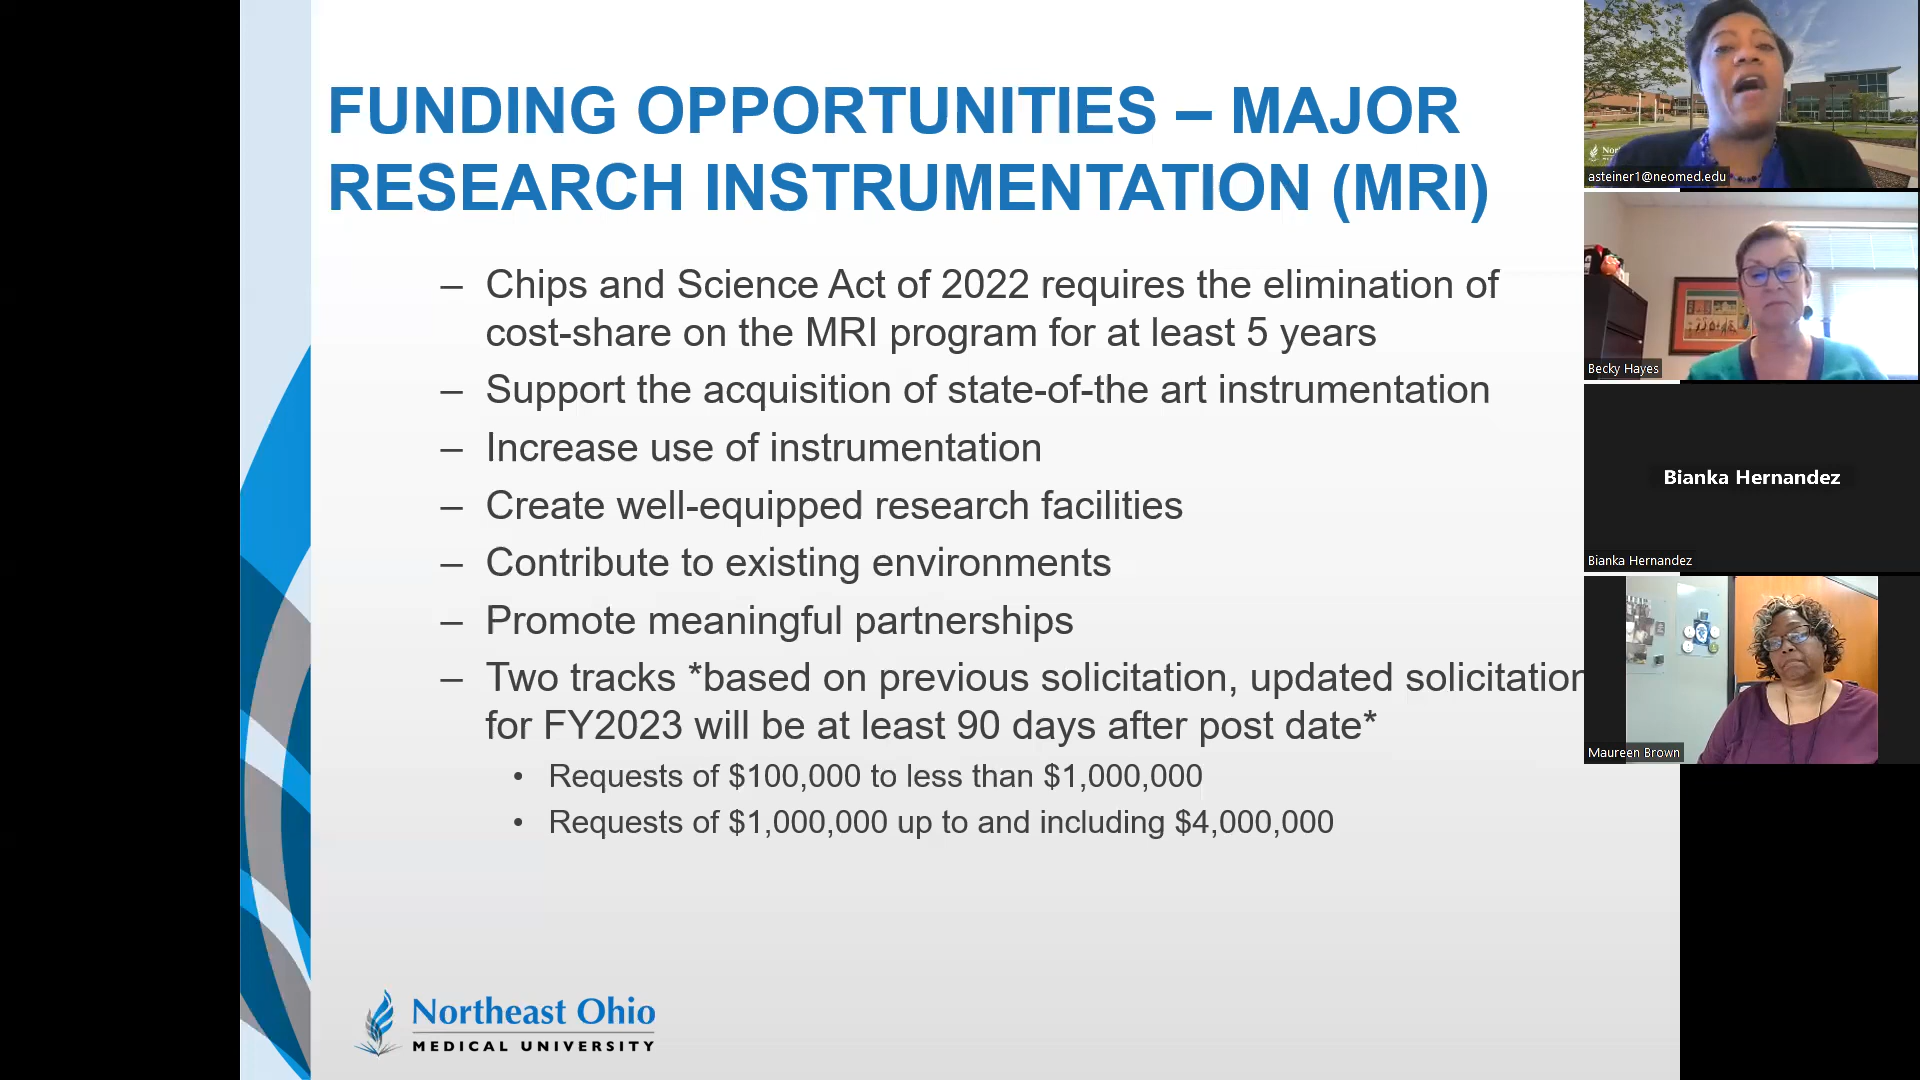 FUNDING OPPORTUNITIES – MAJOR
RESEARCH INSTRUMENTATION (MRI)
– Chips and Science Act of 2022 requires the elimination of
cost-share on the MRI program for at least 5 years
– Support the acquisition of state-of-the art instrumentation
– Increase use of instrumentation
– Create well-equipped research facilities
– Contribute to existing environments
– Promote meaningful partnerships
– Two tracks *based on previous solicitation, updated solicitation
for FY2023 will be at least 90 days after post date*
• Requests of $100,000 to less than $1,000,000
• Requests of $1,000,000 up to and including $4,000,000
Northeast Ohio
MEDICAL UNIVERSITY
asteiner1@neomed.edu
Becky Hayes
Bianka Hernandez
Bianka Hernandez
Maureen Brown